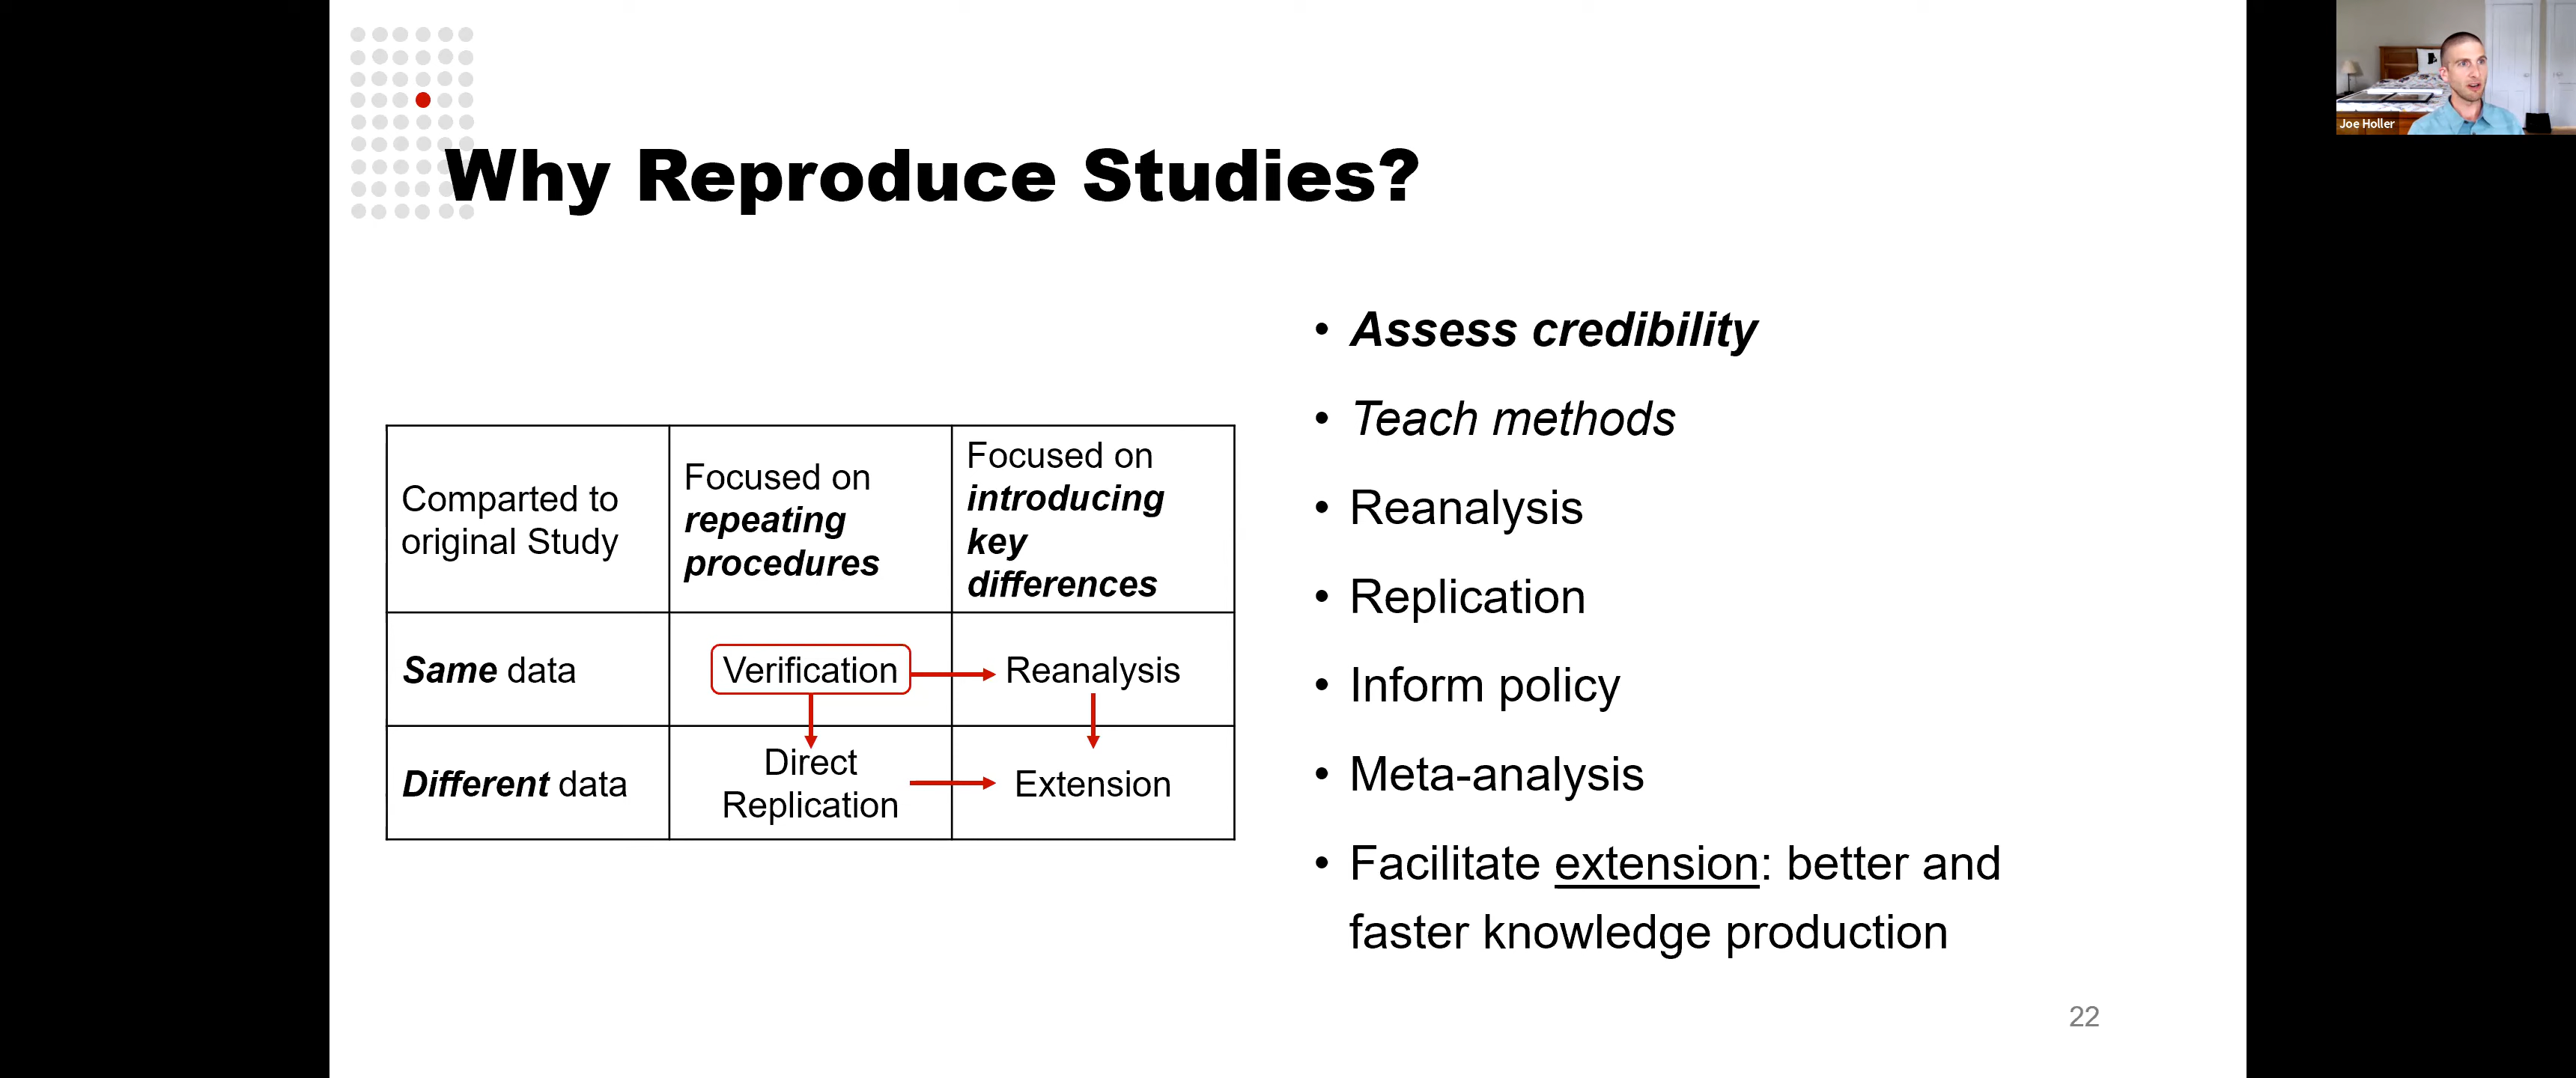 Joe Holler
Why Reproduce Studies?
Comparted to
original Study
Focused on
repeating
procedures
Focused on
introducing
key
differences
Same data
Verification
Reanalysis
Different data
Direct
Replication
Extension
• Assess credibility
• Teach methods
• Reanalysis
• Replication
• Inform policy
• Meta-analysis
• Facilitate extension: better and
faster knowledge production
22